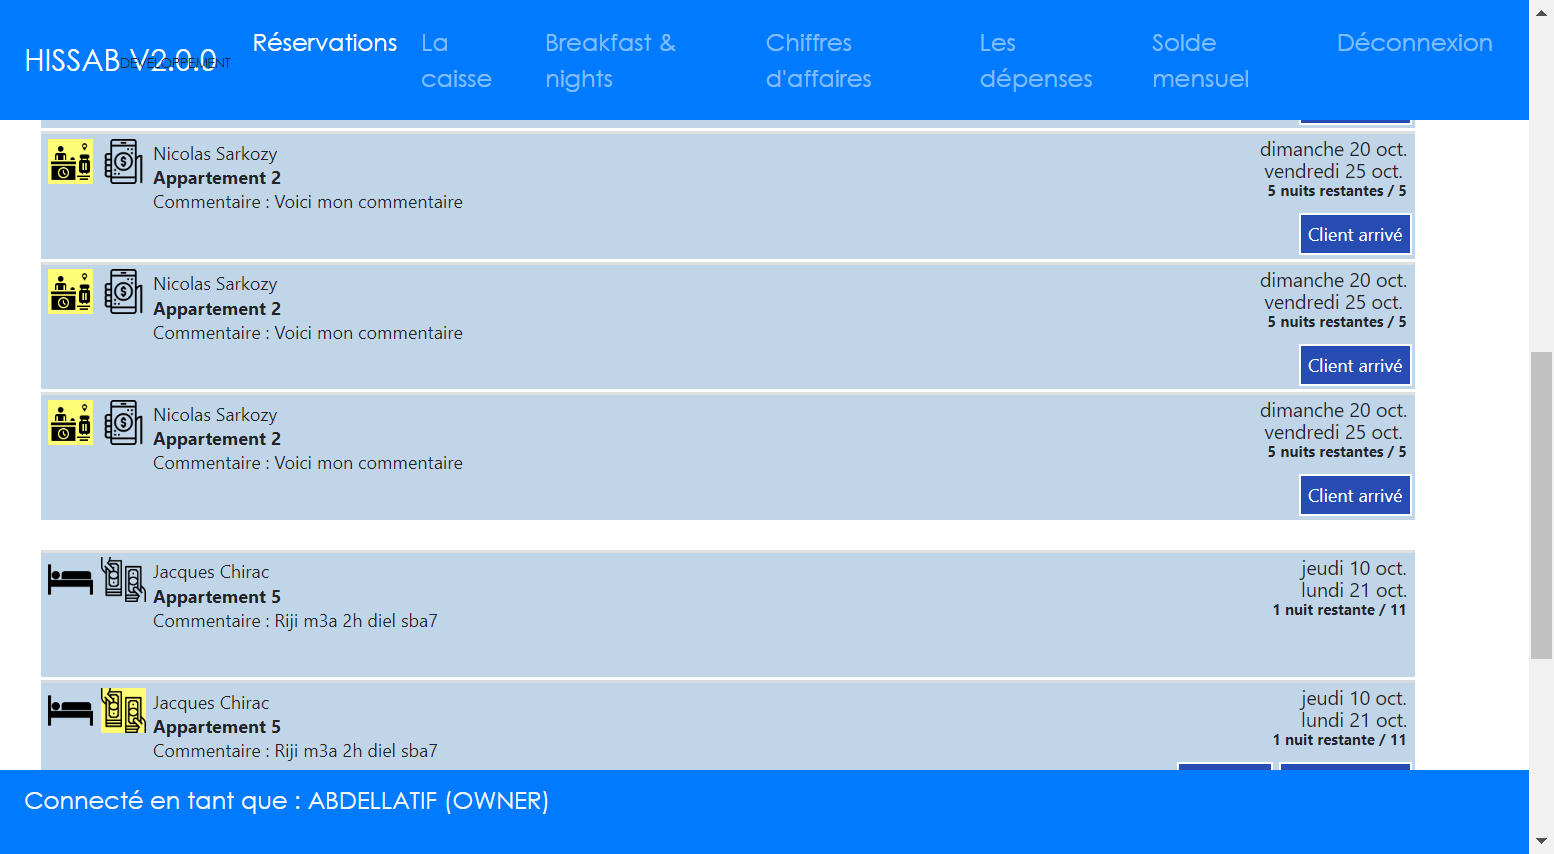 HISSAB V2.0.0
DEVELOPPEMENT
Réservations
La caisse
Breakfast & nights
Chiffres d'affaires
Les dépenses
Solde mensuel
Déconnexion
Nicolas Sarkozy
Appartement 2
Commentaire : Voici mon commentaire
dimanche 20 oct.
vendredi 25 oct.
5 nuits restantes / 5
Client arrivé
Nicolas Sarkozy
Appartement 2
Commentaire : Voici mon commentaire
dimanche 20 oct.
vendredi 25 oct.
5 nuits restantes / 5
Client arrivé
Nicolas Sarkozy
Appartement 2
Commentaire : Voici mon commentaire
dimanche 20 oct.
vendredi 25 oct.
5 nuits restantes / 5
Client arrivé
Jacques Chirac
Appartement 5
Commentaire : Riji m3a 2h diel sba7
jeudi 10 oct.
lundi 21 oct.
1 nuit restante / 11
Jacques Chirac
Appartement 5
Commentaire : Riji m3a 2h diel sba7
jeudi 10 oct.
lundi 21 oct.
1 nuit restante / 11
Connecté en tant que : ABDELLATIF (OWNER)